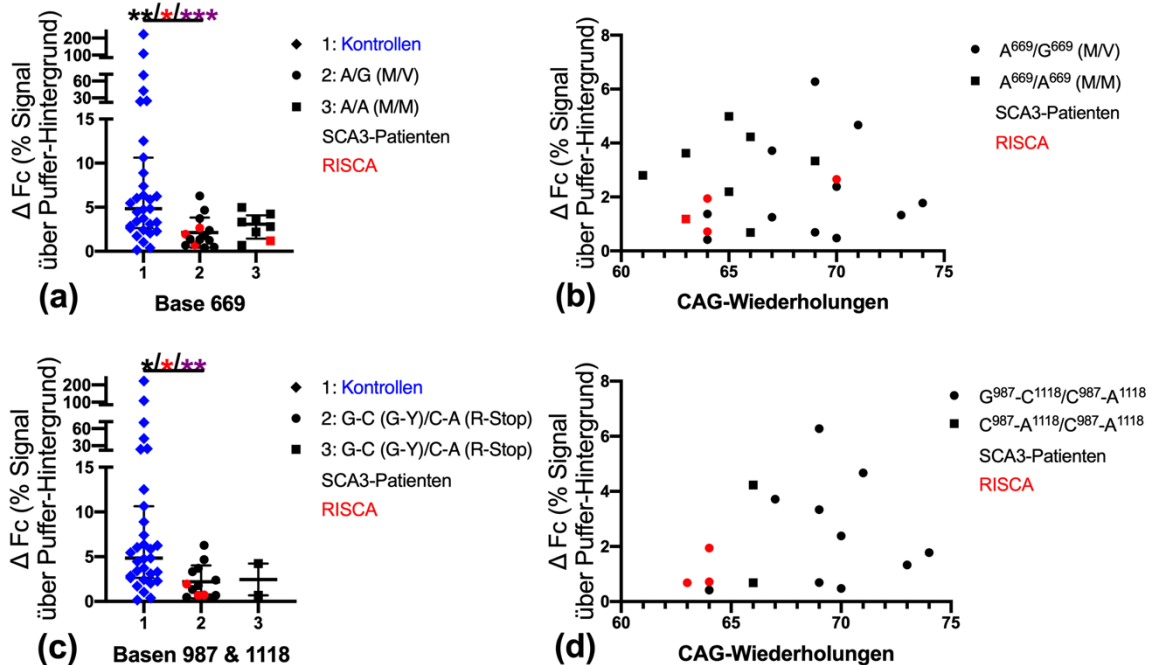 **/*/***
Δ Fc (% Signal
über Puffer-Hintergrund)
200
100
60
30
15
10
5
0
1
2
3
Base 669
(a)
1: Kontrollen
2: A/G (M/V)
3: A/A (M/M)
SCA3-Patienten
RISCA
Δ Fc (% Signal
über Puffer-Hintergrund)
8
6
4
2
0
60
65
70
75
CAG-Wiederholungen
(b)
A⁶⁶⁹/G⁶⁶⁹ (M/V)
A⁶⁶⁹/A⁶⁶⁹ (M/M)
SCA3-Patienten
RISCA
*/*/**
Δ Fc (% Signal
über Puffer-Hintergrund)
200
100
60
30
15
10
5
0
1
2
3
Basen 987 & 1118
(c)
1: Kontrollen
2: G-C (G-Y)/C-A (R-Stop)
3: G-C (G-Y)/C-A (R-Stop)
SCA3-Patienten
RISCA
Δ Fc (% Signal
über Puffer-Hintergrund)
8
6
4
2
0
60
65
70
75
CAG-Wiederholungen
(d)
G⁹⁸⁷-C¹¹¹⁸/C⁹⁸⁷-A¹¹¹⁸
C⁹⁸⁷-A¹¹¹⁸/C⁹⁸⁷-A¹¹¹⁸
SCA3-Patienten
RISCA